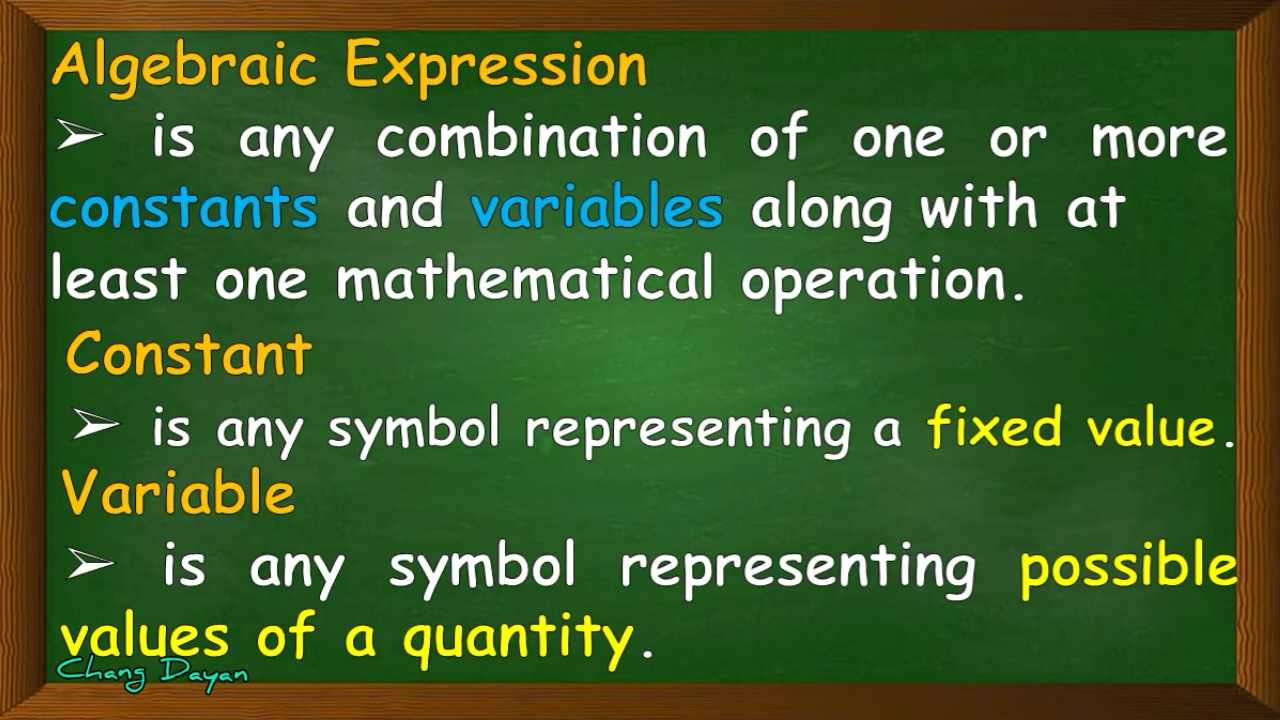 Algebraic Expression
➢ is any combination of one or more
constants and variables along with at
least one mathematical operation.
Constant
➢ is any symbol representing a fixed value.
Variable
➢ is any symbol representing possible
values of a quantity.
Chang Dayan